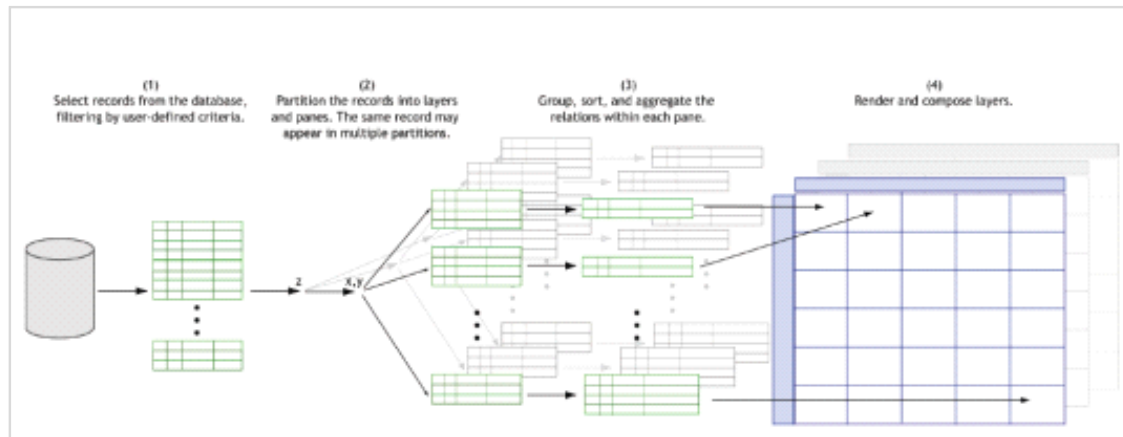 (1)
Select records from the database,
filtering by user-defined criteria.
(2)
Partition the records into layers
and panes. The same record may
appear in multiple partitions.
(3)
Group, sort, and aggregate the
relations within each pane.
(4)
Render and compose layers.
z
x,y